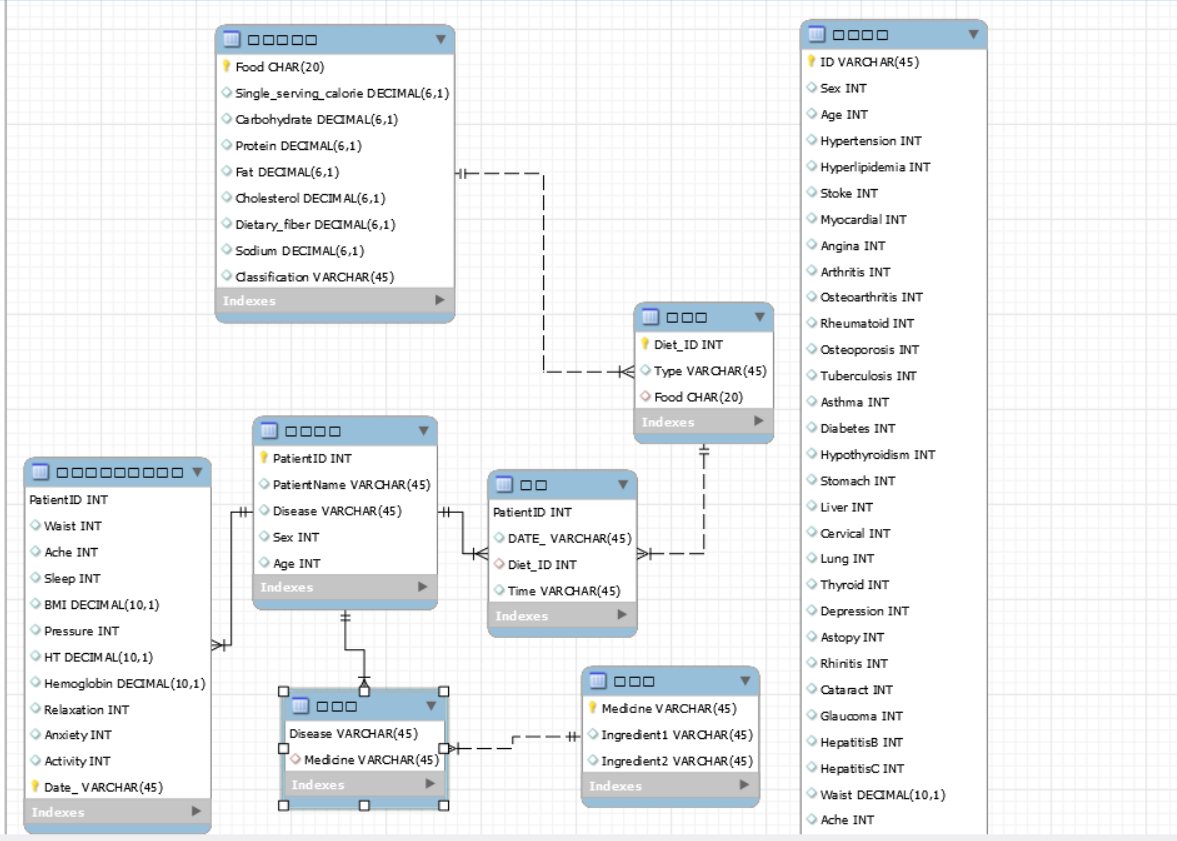 Food CHAR(20)
Single_serving_calorie DECIMAL(6,1)
Carbohydrate DECIMAL(6,1)
Protein DECIMAL(6,1)
Fat DECIMAL(6,1)
Cholesterol DECIMAL(6,1)
Dietary_fiber DECIMAL(6,1)
Sodium DECIMAL(6,1)
Classification VARCHAR(45)
Indexes
Diet_ID INT
Type VARCHAR(45)
Food CHAR(20)
Indexes
PatientID INT
Waist INT
Ache INT
Sleep INT
BMI DECIMAL(10,1)
Pressure INT
HT DECIMAL(10,1)
Hemoglobin DECIMAL(10,1)
Relaxation INT
Anxiety INT
Activity INT
Date_ VARCHAR(45)
Indexes
PatientID INT
PatientName VARCHAR(45)
Disease VARCHAR(45)
Sex INT
Age INT
Indexes
PatientID INT
DATE_ VARCHAR(45)
Diet_ID INT
Time VARCHAR(45)
Indexes
Disease VARCHAR(45)
Medicine VARCHAR(45)
Indexes
Medicine VARCHAR(45)
Ingredient1 VARCHAR(45)
Ingredient2 VARCHAR(45)
Indexes
ID VARCHAR(45)
Sex INT
Age INT
Hypertension INT
Hyperlipidemia INT
Stoke INT
Myocardial INT
Angina INT
Arthritis INT
Osteoarthritis INT
Rheumatoid INT
Osteoporosis INT
Tuberculosis INT
Asthma INT
Diabetes INT
Hypothyroidism INT
Stomach INT
Liver INT
Cervical INT
Lung INT
Thyroid INT
Depression INT
Astopy INT
Rhinitis INT
Cataract INT
Glaucoma INT
HepatitisB INT
HepatitisC INT
Waist DECIMAL(10,1)
Ache INT